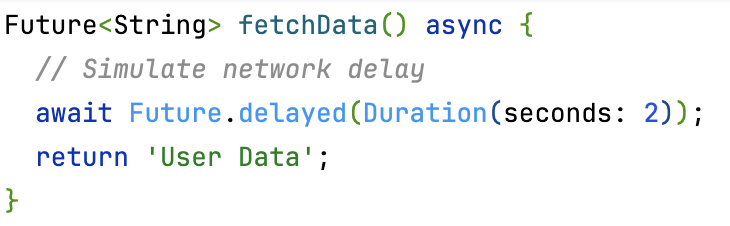 Future<String> fetchData() async {
  // Simulate network delay
  await Future.delayed(Duration(seconds: 2));
  return 'User Data';
}